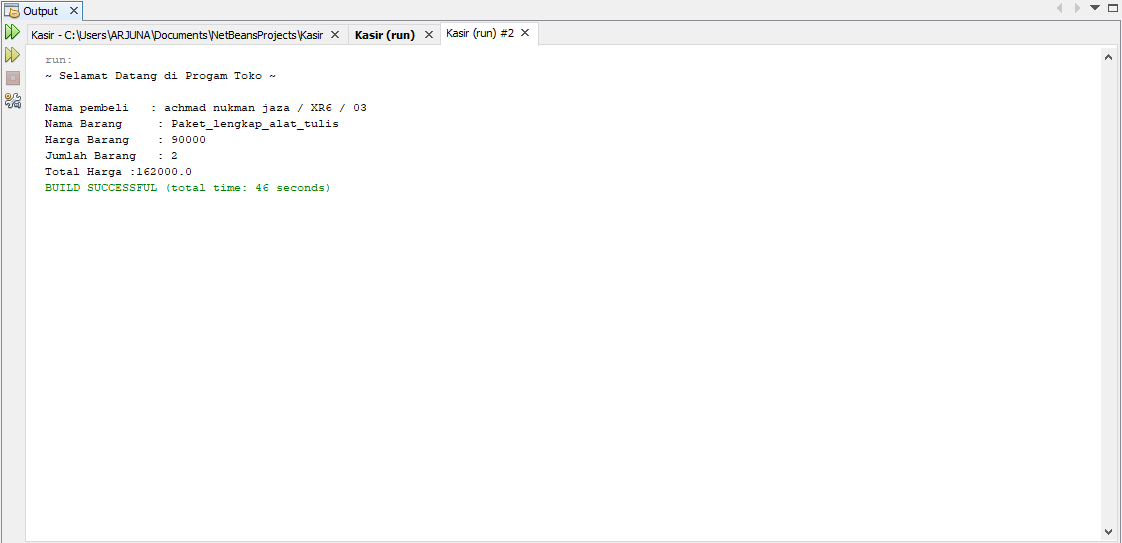 Output
Kasir - C:\Users\ARJUNA\Documents\NetBeansProjects\Kasir
Kasir (run)
Kasir (run) #2
run:
~ Selamat Datang di Progam Toko ~
Nama pembeli   : achmad nukman jaza / XR6 / 03
Nama Barang     : Paket_lengkap_alat_tulis
Harga Barang    : 90000
Jumlah Barang   : 2
Total Harga :162000.0
BUILD SUCCESSFUL (total time: 46 seconds)